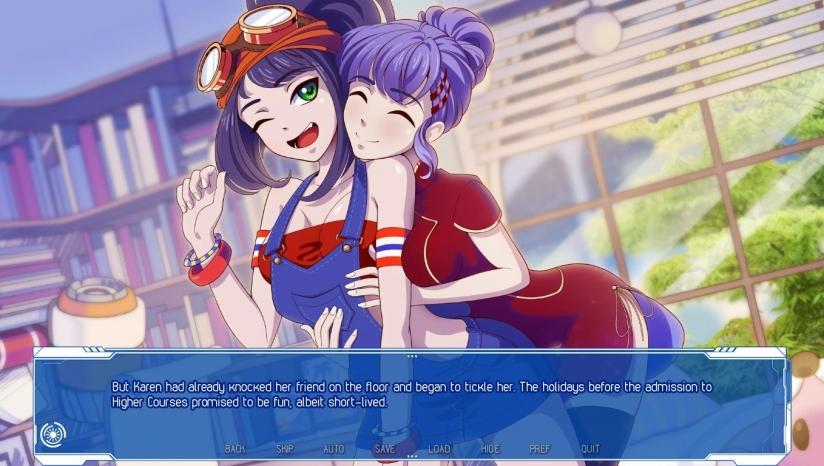 But Karen had already knocked her friend on the floor and began to tickle her. The holidays before the admission to
Higher Courses promised to be fun, albeit short-lived.
BACK SKIP AUTO SAVE LOAD HIDE PREF QUIT